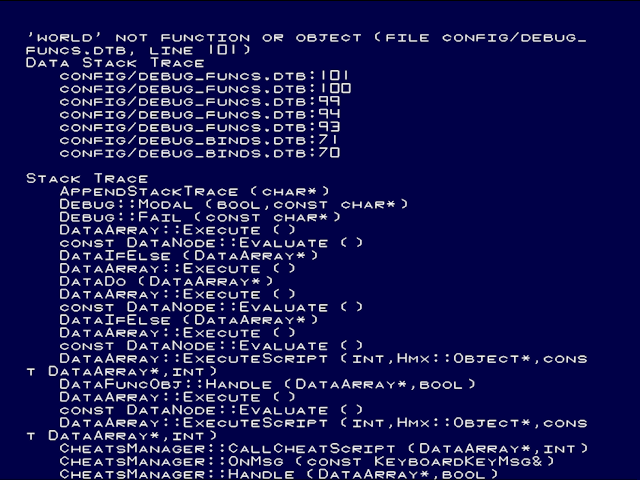 'WORLD' NOT FUNCTION OR OBJECT (FILE CONFIG/DEBUG_
FUNCS.DTB, LINE 101)
DATA STACK TRACE
CONFIG/DEBUG_FUNCS.DTB:101
CONFIG/DEBUG_FUNCS.DTB:100
CONFIG/DEBUG_FUNCS.DTB:99
CONFIG/DEBUG_FUNCS.DTB:94
CONFIG/DEBUG_FUNCS.DTB:93
CONFIG/DEBUG_BINDS.DTB:71
CONFIG/DEBUG_BINDS.DTB:70
STACK TRACE
APPENDSTACKTRACE (CHAR*)
DEBUG::MODAL (BOOL,CONST CHAR*)
DEBUG::FAIL (CONST CHAR*)
DATAARRAY::EXECUTE ()
CONST DATANODE::EVALUATE ()
DATAIFELSE (DATAARRAY*)
DATAARRAY::EXECUTE ()
DATADO (DATAARRAY*)
DATAARRAY::EXECUTE ()
CONST DATANODE::EVALUATE ()
DATAIFELSE (DATAARRAY*)
DATAARRAY::EXECUTE ()
CONST DATANODE::EVALUATE ()
DATAARRAY::EXECUTESCRIPT (INT,HMX::OBJECT*,CONS
T DATAARRAY*,INT)
DATAFUNCOBJ::HANDLE (DATAARRAY*,BOOL)
DATAARRAY::EXECUTE ()
CONST DATANODE::EVALUATE ()
DATAARRAY::EXECUTESCRIPT (INT,HMX::OBJECT*,CONS
T DATAARRAY*,INT)
CHEATSMANAGER::CALLCHEATSCRIPT (DATAARRAY*,INT)
CHEATSMANAGER::ONMSG (CONST KEYBOARDKEYMSG&)
CHEATSMANAGER::HANDLE (DATAARRAY*,BOOL)